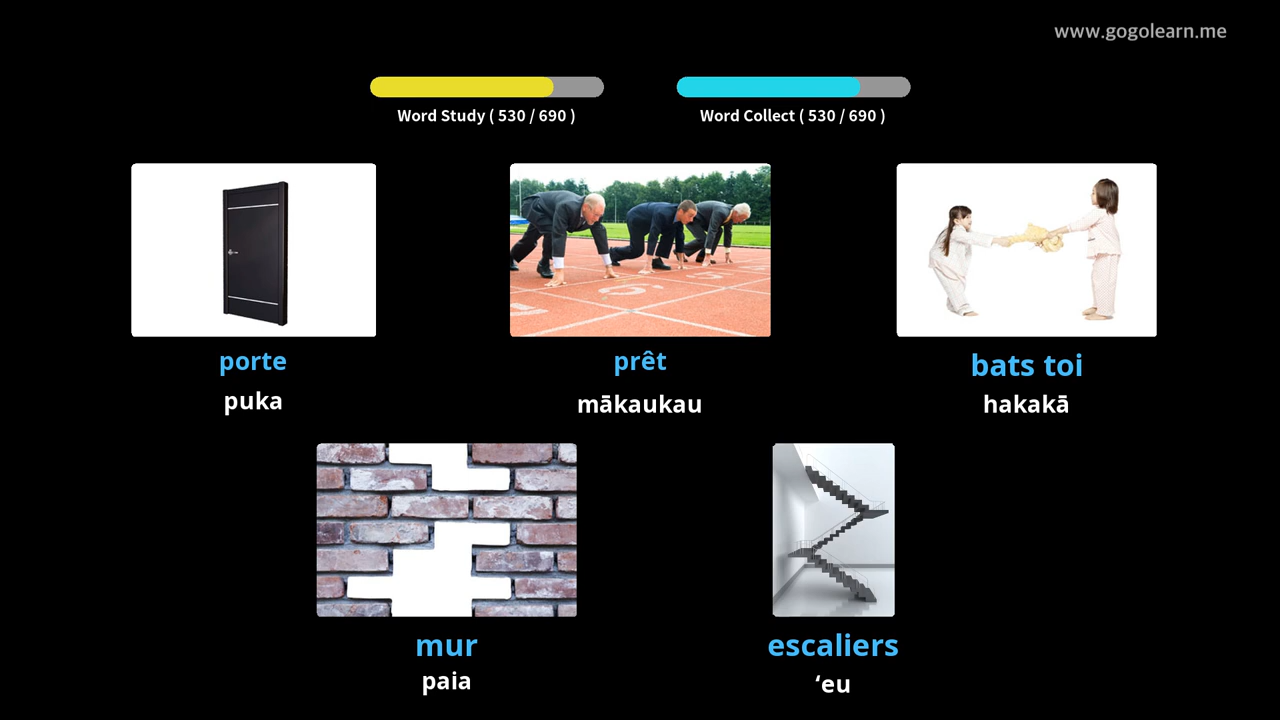 www.gogolearn.me
Word Study ( 530 / 690 )
Word Collect ( 530 / 690 )
porte
puka
prêt
mākaukau
bats toi
hakakā
mur
paia
escaliers
ʻeu